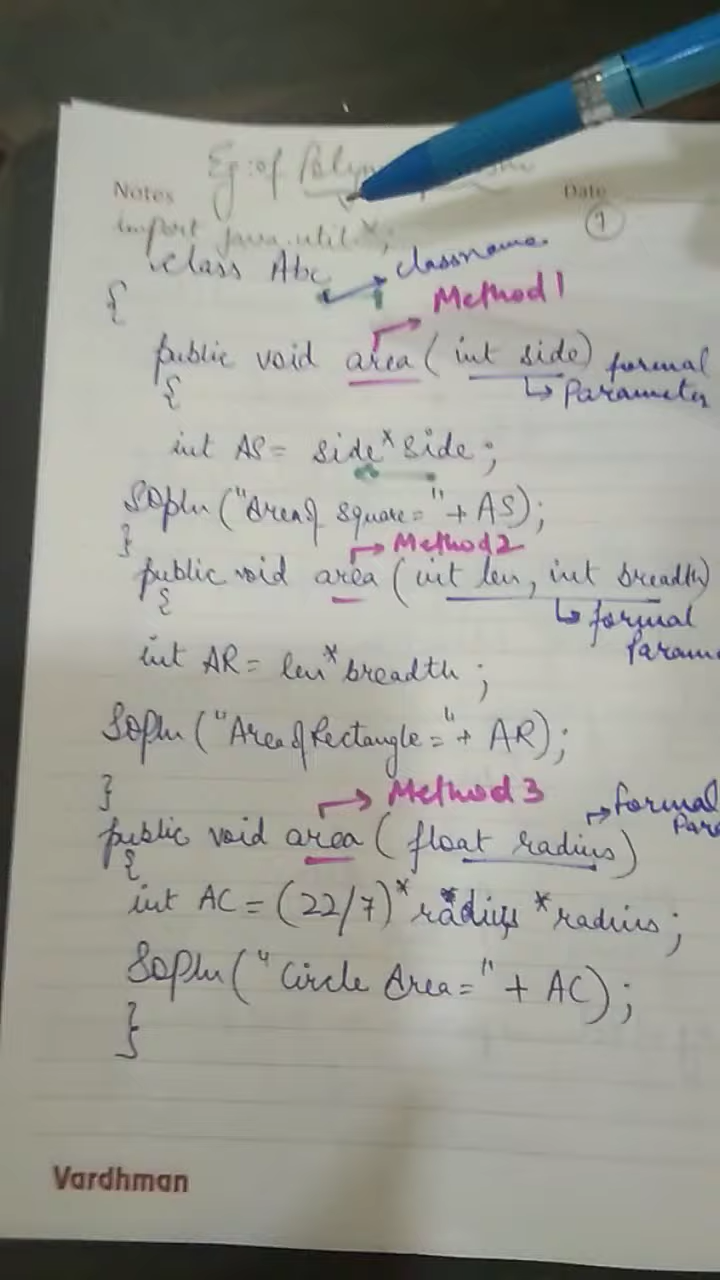 Eg: of
Notes
Date
1
import java.util.*;
class Abc
classname.
{
Method 1
public void area ( int side) formal
Parameter
{
int AS = side*side ;
SOPln ("Area of square = " + AS);
}
Method 2
public void area ( int len, int breadth)
{
formal
int AR = len*breadth ;
SOPln ("Area of Rectangle = " + AR);
}
Method 3
formal
public void area ( float radius)
{
int AC = (22/7)* radius *radius ;
SOPln (" Circle Area = " + AC);
}
Vardhman